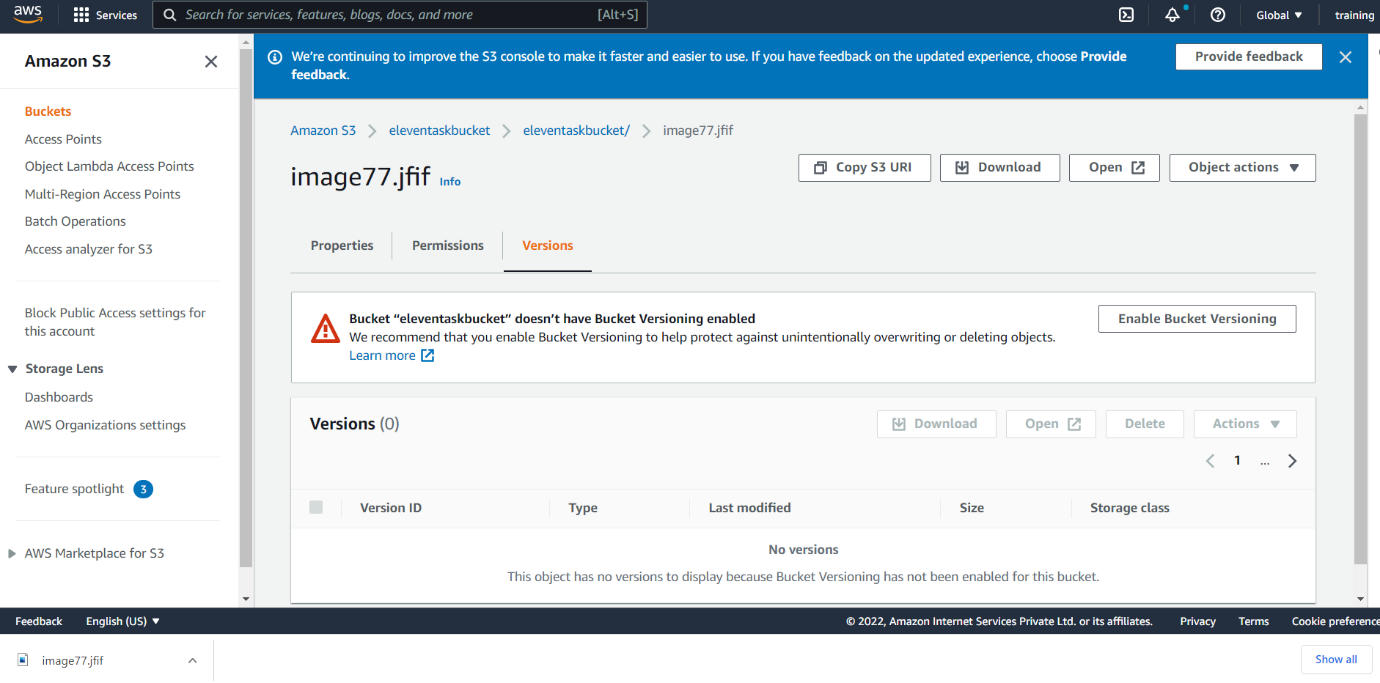 aws
Services
Search for services, features, blogs, docs, and more
[Alt+S]
Global ▼
training
Amazon S3
Buckets
Access Points
Object Lambda Access Points
Multi-Region Access Points
Batch Operations
Access analyzer for S3
Block Public Access settings for
this account
Storage Lens
Dashboards
AWS Organizations settings
Feature spotlight 3
AWS Marketplace for S3
We're continuing to improve the S3 console to make it faster and easier to use. If you have feedback on the updated experience, choose Provide
feedback.
Provide feedback
Amazon S3 > eleventaskbucket > eleventaskbucket/ > image77.jfif
image77.jfif Info
Copy S3 URI
Download
Open
Object actions ▼
Properties
Permissions
Versions
Bucket “eleventaskbucket” doesn’t have Bucket Versioning enabled
We recommend that you enable Bucket Versioning to help protect against unintentionally overwriting or deleting objects.
Learn more
Enable Bucket Versioning
Versions (0)
Download
Open
Delete
Actions ▼
< 1 ... >
Version ID
Type
Last modified
Size
Storage class
No versions
This object has no versions to display because Bucket Versioning has not been enabled for this bucket.
Feedback
English (US) ▼
© 2022, Amazon Internet Services Private Ltd. or its affiliates.
Privacy
Terms
Cookie preference
image77.jfif
Show all